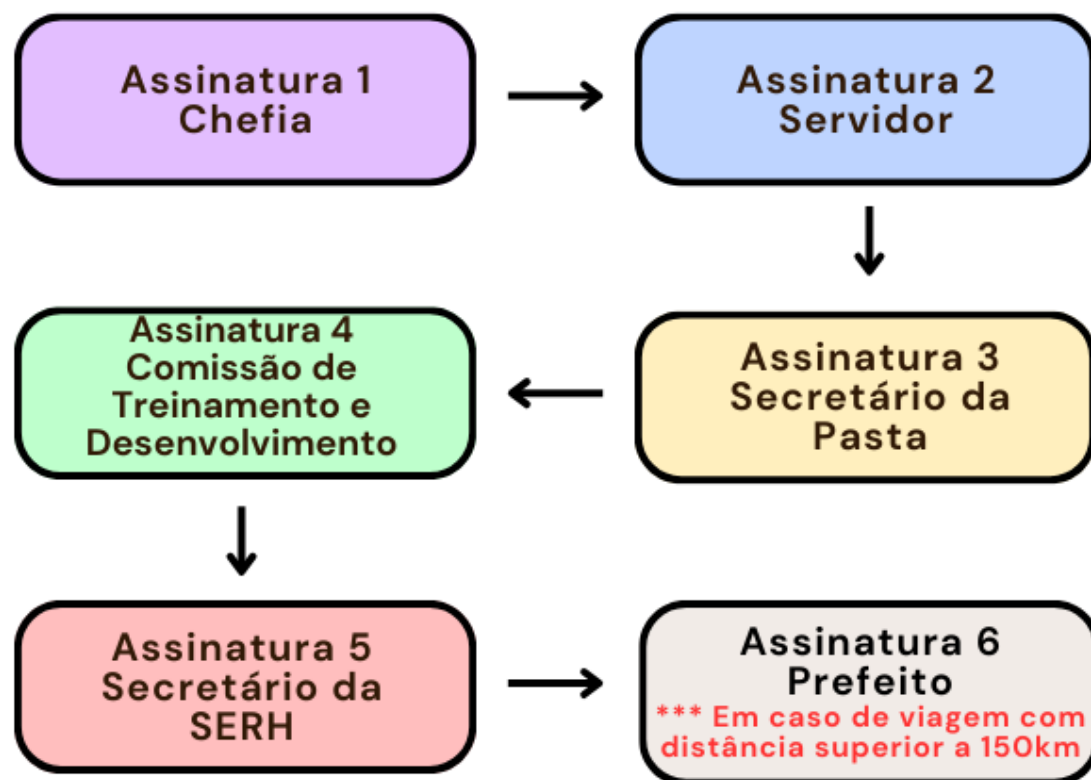 Assinatura 1
Chefia
Assinatura 2
Servidor
Assinatura 3
Secretário da
Pasta
Assinatura 4
Comissão de
Treinamento e
Desenvolvimento
Assinatura 5
Secretário da
SERH
Assinatura 6
Prefeito
*** Em caso de viagem com
distância superior a 150km